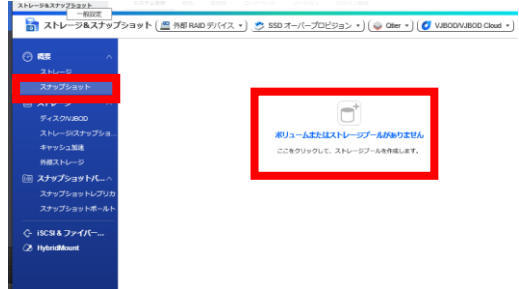 ストレージ&スナップショット
一般設定
ストレージ&スナップショット 外部 RAID デバイス SSD オーバープロビジョン Qtier VJBOD/VJBOD Cloud
概要
ストレージ
スナップショット
ストレージ
ディスク/VJBOD
ストレージ/スナップショ...
キャッシュ加速
外部ストレージ
スナップショットバ...
スナップショットレプリカ
スナップショットボールト
iSCSI & ファイバー...
HybridMount
ボリュームまたはストレージプールがありません
ここをクリックして、ストレージプールを作成します。